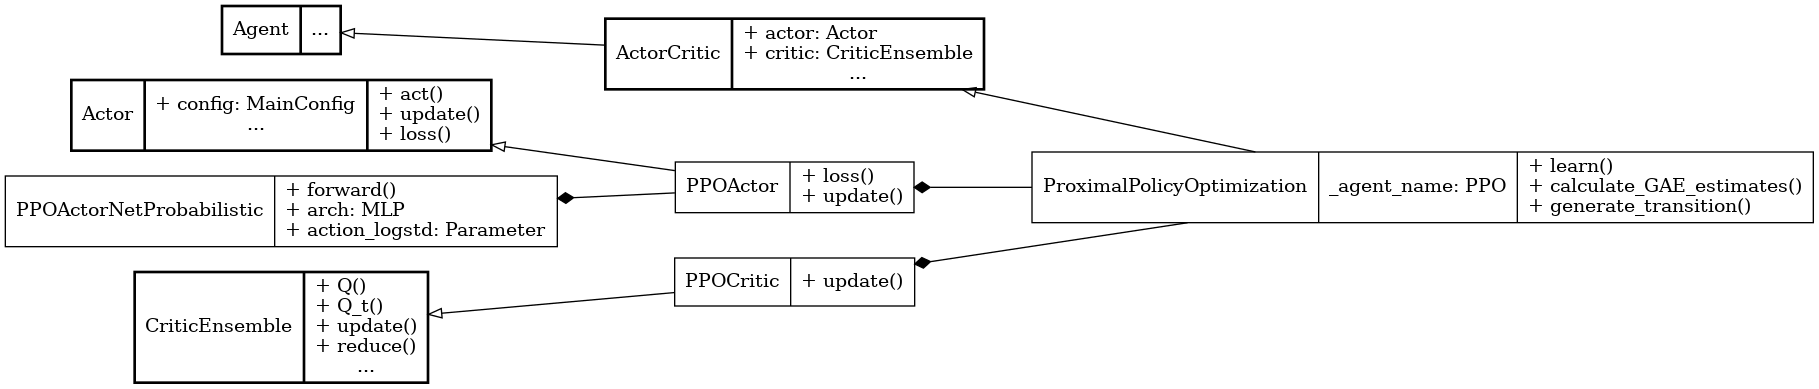 Agent
...
ActorCritic
+ actor: Actor
+ critic: CriticEnsemble
...
Actor
+ config: MainConfig
...
+ act()
+ update()
+ loss()
PPOActorNetProbabilistic
+ forward()
+ arch: MLP
+ action_logstd: Parameter
PPOActor
+ loss()
+ update()
ProximalPolicyOptimization
_agent_name: PPO
+ learn()
+ calculate_GAE_estimates()
+ generate_transition()
CriticEnsemble
+ Q()
+ Q_t()
+ update()
+ reduce()
...
PPOCritic
+ update()